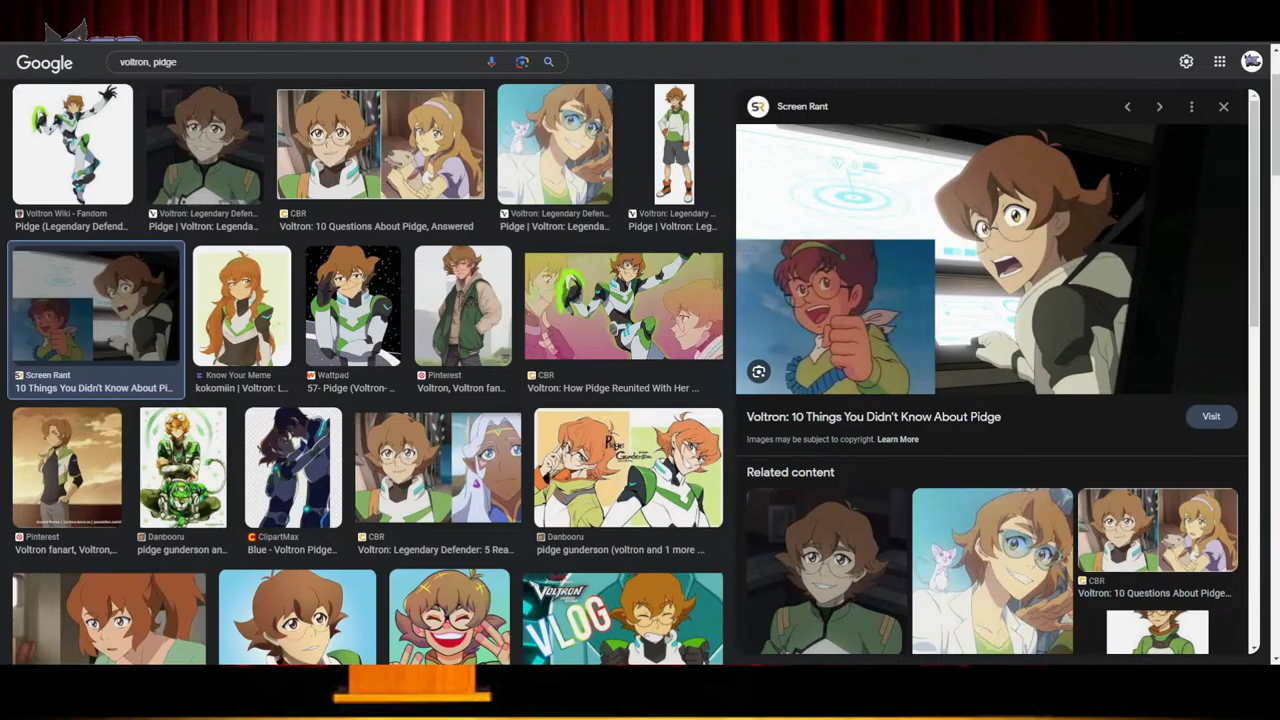 Google
voltron, pidge
Voltron Wiki - Fandom
Pidge (Legendary Defend...
Voltron: Legendary Defen...
Pidge | Voltron: Legenda...
CBR
Voltron: 10 Questions About Pidge, Answered
Voltron: Legendary Defen...
Pidge | Voltron: Legenda...
Voltron: Legendary ...
Pidge | Voltron: Leg...
Screen Rant
10 Things You Didn't Know About Pi...
Know Your Meme
kokomiin | Voltron: L...
Wattpad
57- Pidge (Voltron- ...
Pinterest
Voltron, Voltron fan...
CBR
Voltron: How Pidge Reunited With Her ...
Pinterest
Voltron fanart, Voltron,...
Danbooru
pidge gunderson an...
ClipartMax
Blue - Voltron Pidge...
CBR
Voltron: Legendary Defender: 5 Rea...
Pidge
Gunderson
Danbooru
pidge gunderson (voltron and 1 more ...
VOLTRON
VLOG
SR
Screen Rant
Voltron: 10 Things You Didn't Know About Pidge
Visit
Images may be subject to copyright. Learn More
Related content
CBR
Voltron: 10 Questions About Pidge...